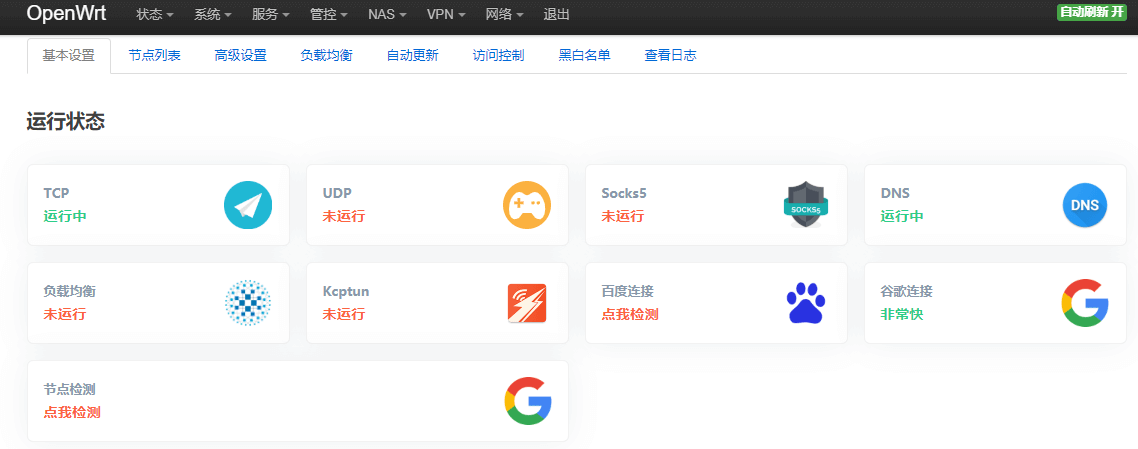 OpenWrt 状态 系统 服务 管控 NAS VPN 网络 退出 自动刷新 开
基本设置 节点列表 高级设置 负载均衡 自动更新 访问控制 黑白名单 查看日志
运行状态
TCP
运行中
UDP
未运行
Socks5
未运行
SOCKS5
DNS
运行中
DNS
负载均衡
未运行
Kcptun
未运行
百度连接
点我检测
谷歌连接
非常快
节点检测
点我检测